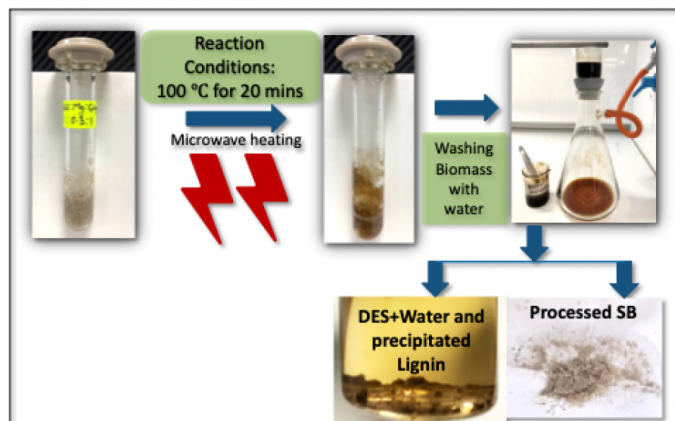 Reaction
Conditions:
100 °C for 20 mins
Microwave heating
Washing
Biomass
with
water
DES+Water and
precipitated
Lignin
Processed SB